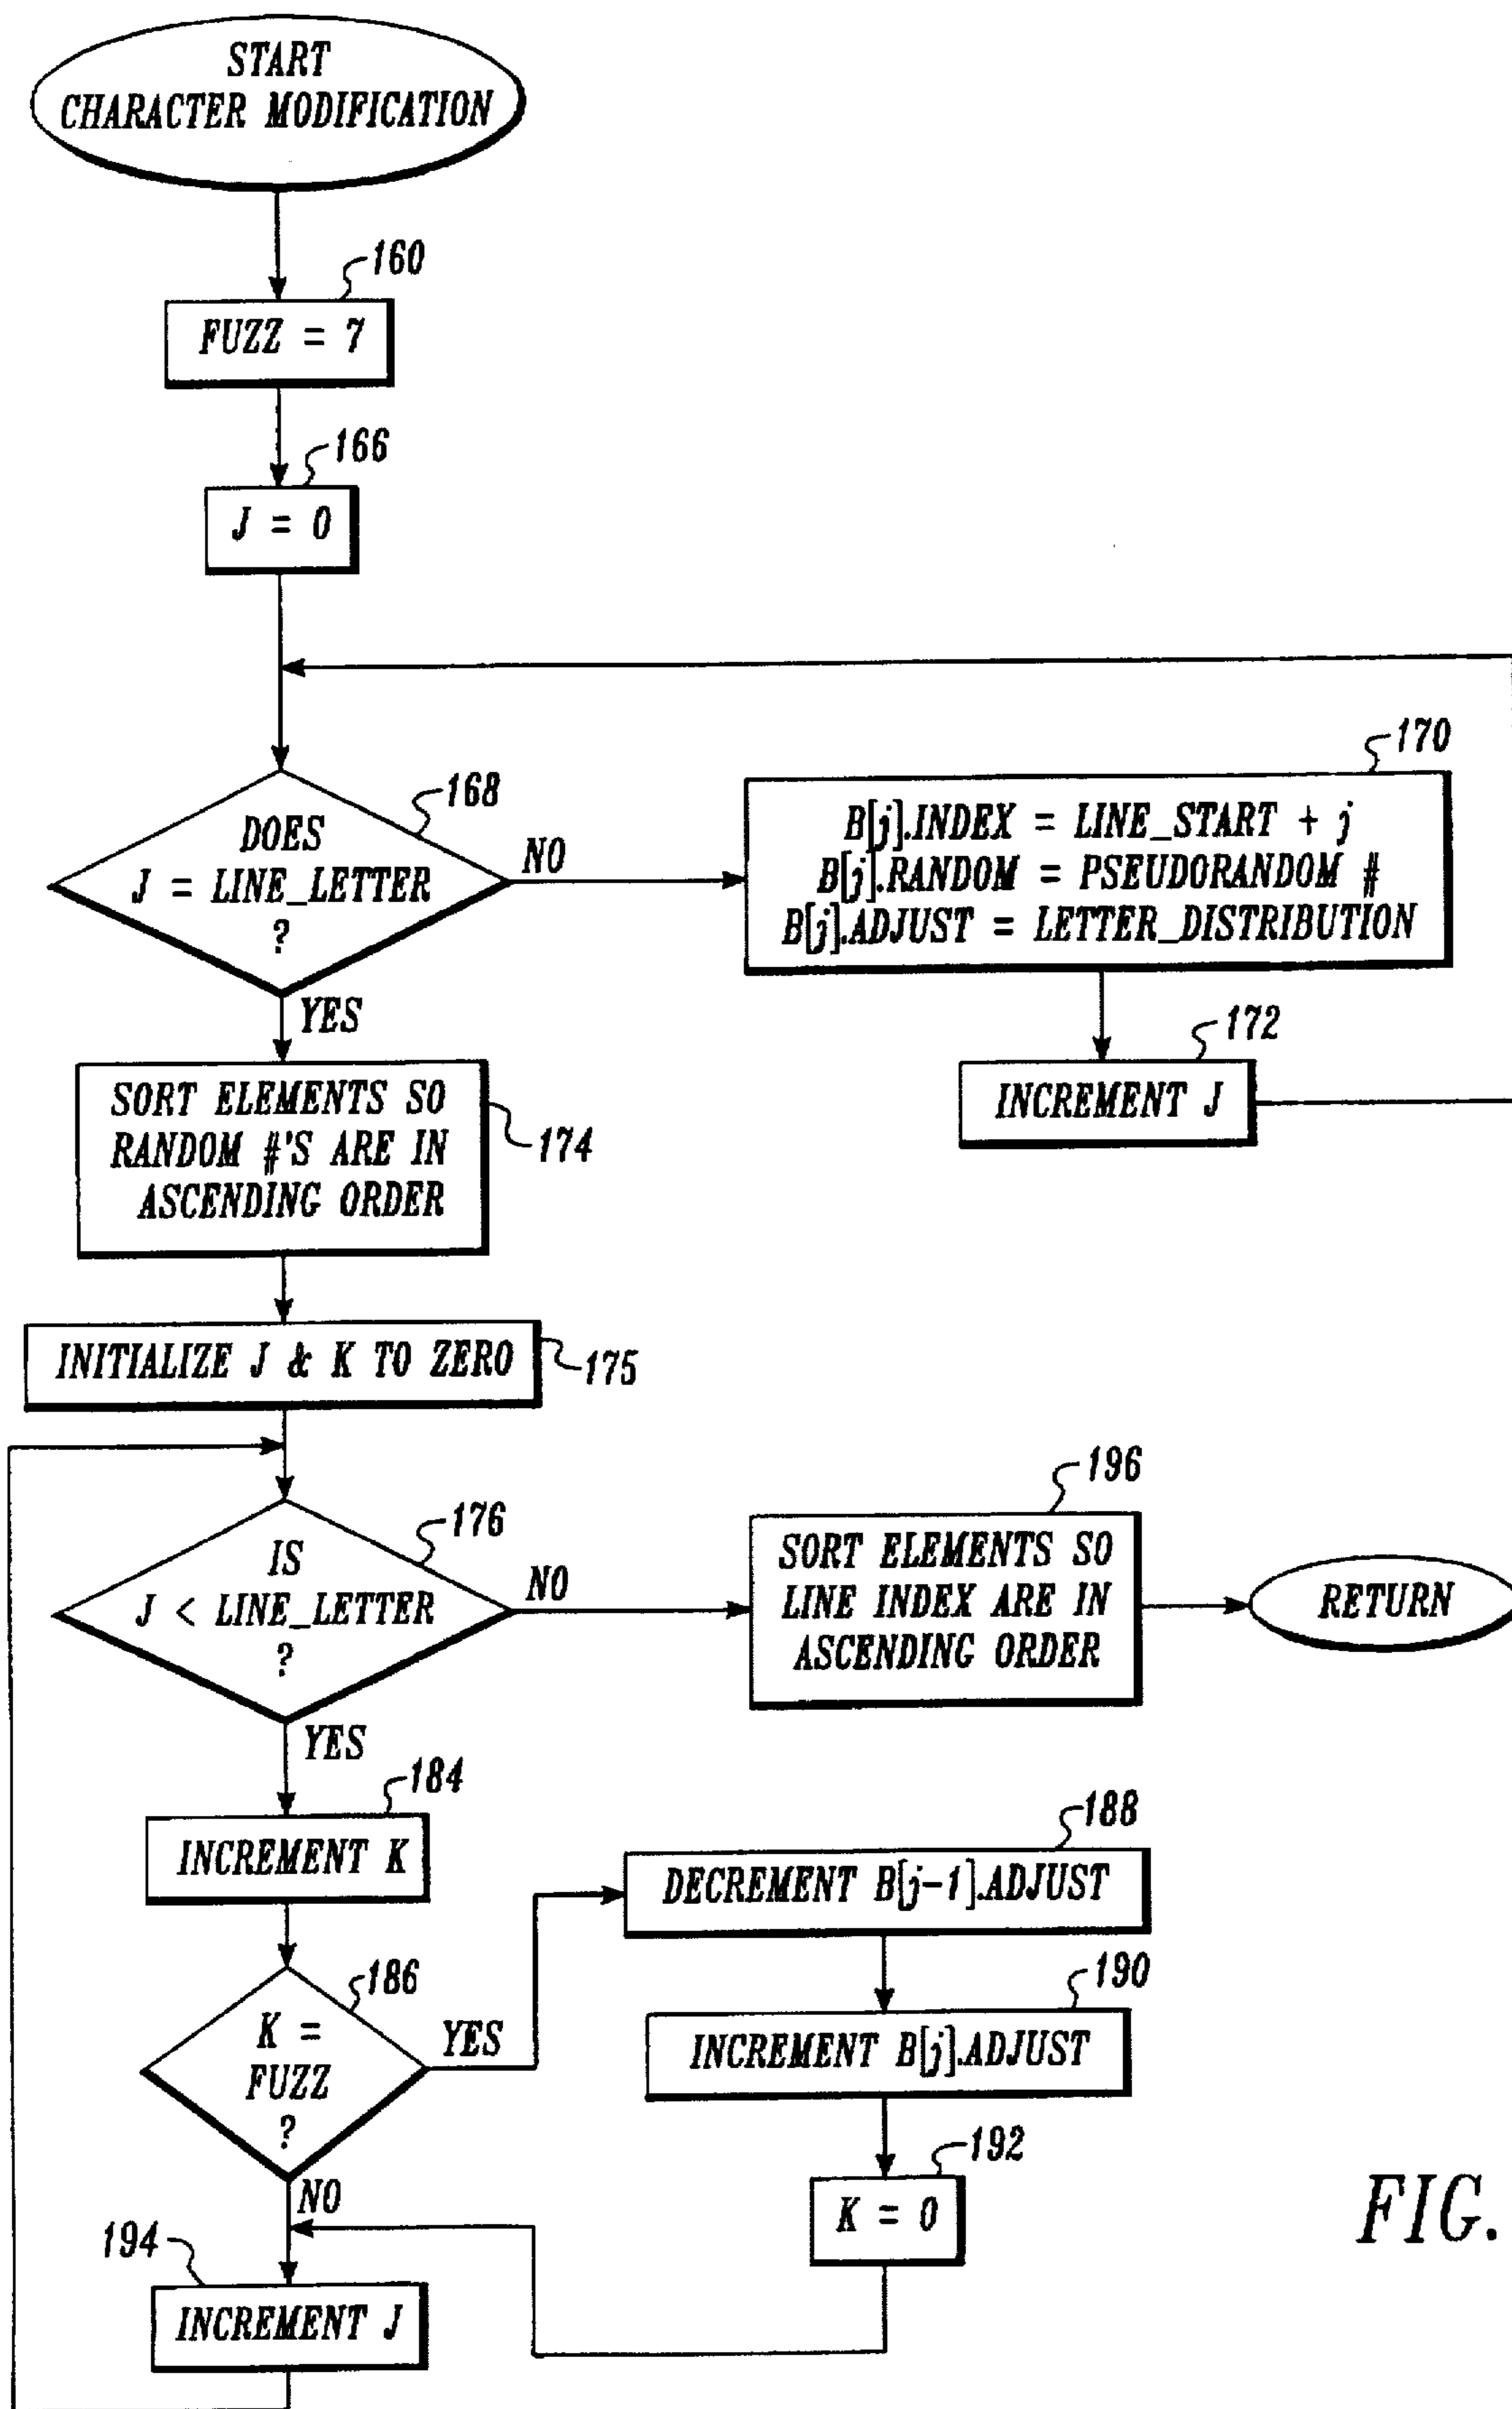 START
CHARACTER MODIFICATION
160
FUZZ = 7
166
J = 0
168
DOES
J = LINE_LETTER
?
NO
YES
170
B[j].INDEX = LINE_START + j
B[j].RANDOM = PSEUDORANDOM #
B[j].ADJUST = LETTER_DISTRIBUTION
172
INCREMENT J
SORT ELEMENTS SO
RANDOM #'S ARE IN
ASCENDING ORDER
174
INITIALIZE J & K TO ZERO
175
176
IS
J < LINE_LETTER
?
NO
YES
196
SORT ELEMENTS SO
LINE INDEX ARE IN
ASCENDING ORDER
RETURN
184
INCREMENT K
186
K =
FUZZ
?
YES
NO
188
DECREMENT B[j-1].ADJUST
190
INCREMENT B[j].ADJUST
192
K = 0
194
INCREMENT J
FIG.